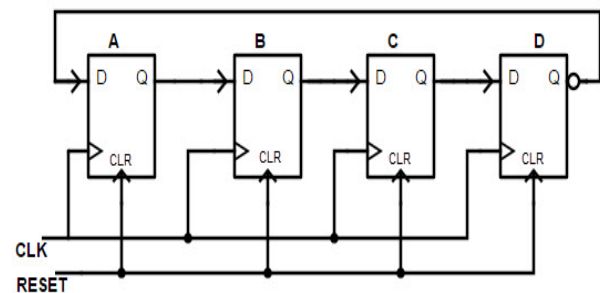 A B C D
D Q D Q D Q D Q
CLR CLR CLR CLR
CLK
RESET